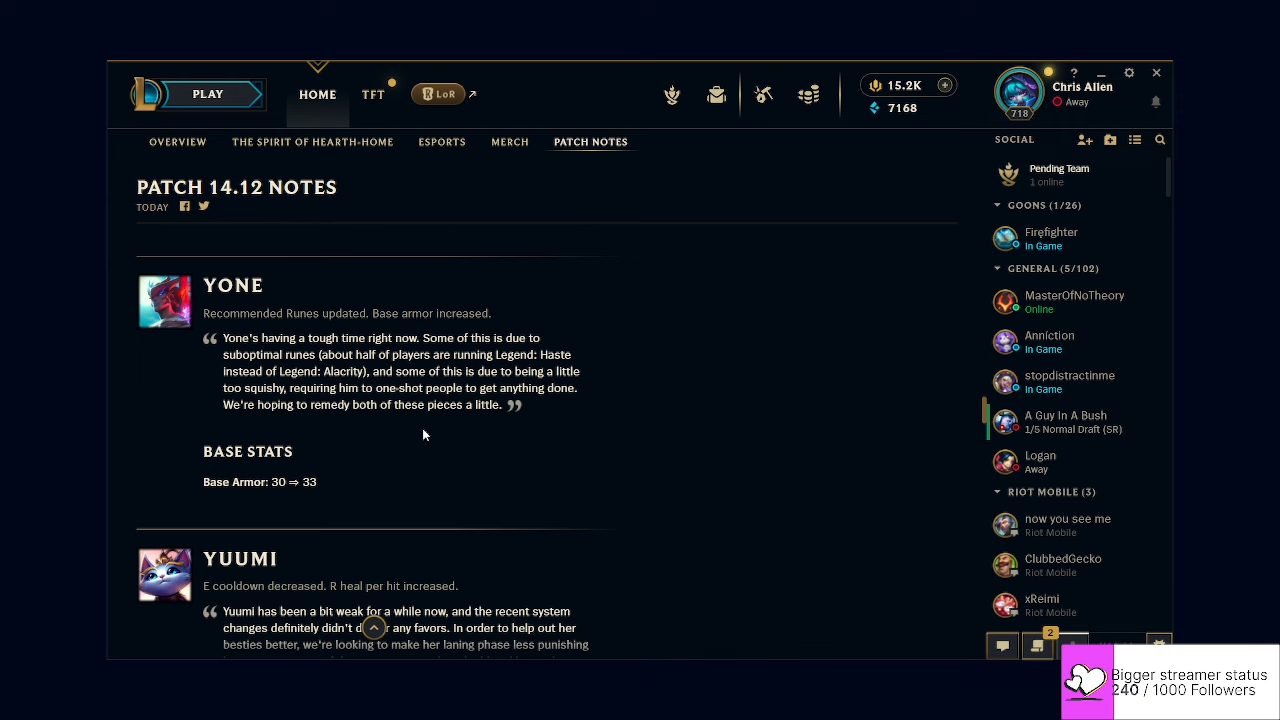 PLAY
HOME
TFT
LoR
15.2K
7168
718
Chris Allen
Away
OVERVIEW
THE SPIRIT OF HEARTH-HOME
ESPORTS
MERCH
PATCH NOTES
PATCH 14.12 NOTES
TODAY
YONE
Recommended Runes updated. Base armor increased.
Yone's having a tough time right now. Some of this is due to
suboptimal runes (about half of players are running Legend: Haste
instead of Legend: Alacrity), and some of this is due to being a little
too squishy, requiring him to one-shot people to get anything done.
We're hoping to remedy both of these pieces a little.
BASE STATS
Base Armor: 30 ⇒ 33
YUUMI
E cooldown decreased. R heal per hit increased.
Yuumi has been a bit weak for a while now, and the recent system
changes definitely didn't any favors. In order to help out her
besties better, we're looking to make her laning phase less punishing
SOCIAL
Pending Team
1 online
GOONS (1/26)
Firefighter
In Game
GENERAL (5/102)
MasterOfNoTheory
Online
Anníction
In Game
stopdistractinme
In Game
A Guy In A Bush
1/5 Normal Draft (SR)
Logan
Away
RIOT MOBILE (3)
now you see me
Riot Mobile
ClubbedGecko
Riot Mobile
xReimi
Riot Mobile
2
Bigger streamer status
240 / 1000 Followers